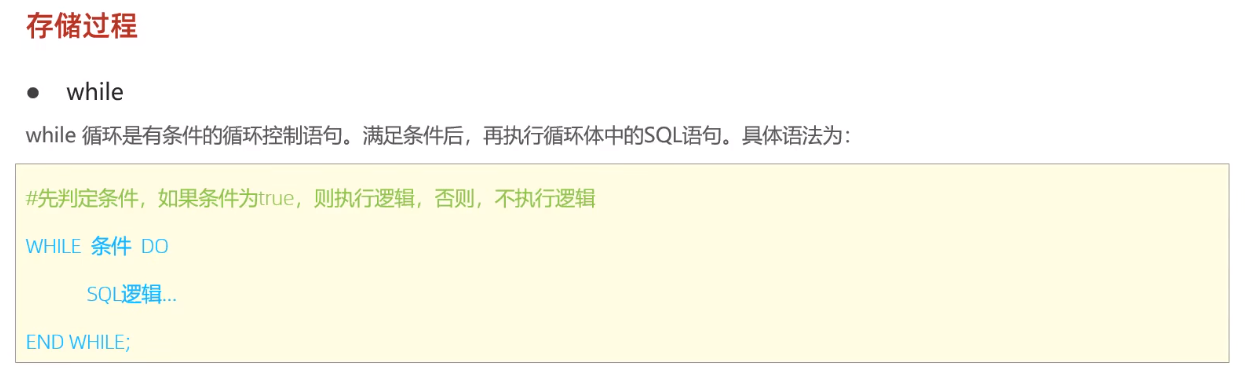 存储过程
● while
while 循环是有条件的循环控制语句。满足条件后，再执行循环体中的SQL语句。具体语法为：
#先判定条件，如果条件为true，则执行逻辑，否则，不执行逻辑
WHILE 条件 DO
SQL逻辑...
END WHILE;